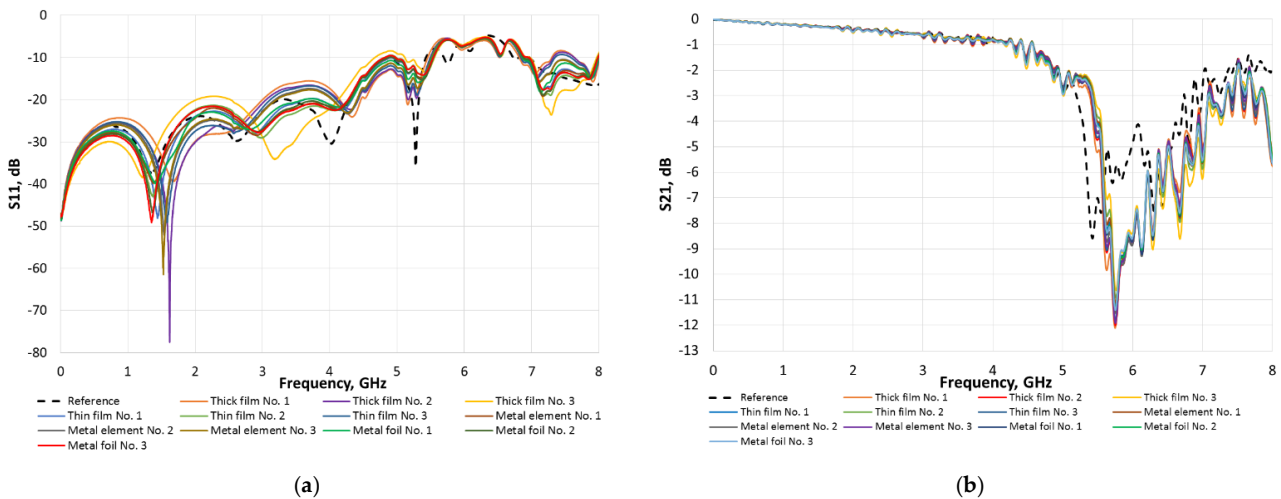 0
-10
-20
-30
-40
-50
-60
-70
-80
S11, dB
0 1 2 3 4 5 6 7 8
Frequency, GHz
Reference Thick film No. 1 Thick film No. 2 Thick film No. 3
Thin film No. 1 Thin film No. 2 Thin film No. 3 Metal element No. 1
Metal element No. 2 Metal element No. 3 Metal foil No. 1 Metal foil No. 2
Metal foil No. 3
(a)
0
-1
-2
-3
-4
-5
-6
-7
-8
-9
-10
-11
-12
-13
S21, dB
0 1 2 3 4 5 6 7 8
Frequency, GHz
Reference Thick film No. 1 Thick film No. 2 Thick film No. 3
Thin film No. 1 Thin film No. 2 Thin film No. 3 Metal element No. 1
Metal element No. 2 Metal element No. 3 Metal foil No. 1 Metal foil No. 2
Metal foil No. 3
(b)